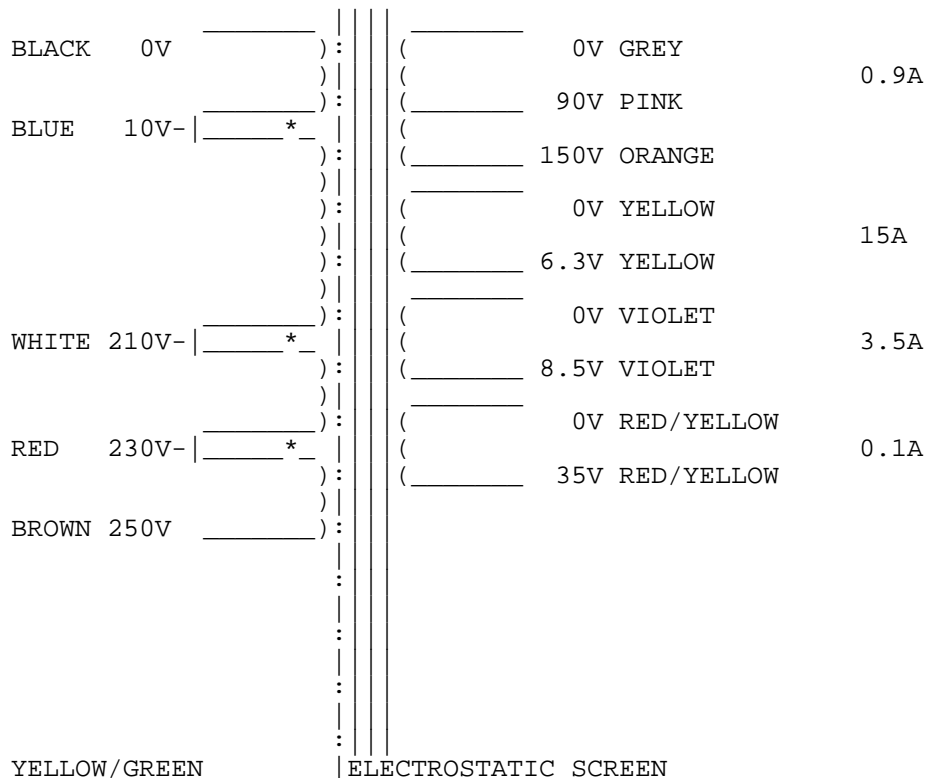 BLACK 0V 0V GREY
0.9A
90V PINK
BLUE 10V
150V ORANGE
0V YELLOW
15A
6.3V YELLOW
0V VIOLET
WHITE 210V 3.5A
8.5V VIOLET
0V RED/YELLOW
RED 230V 0.1A
35V RED/YELLOW
BROWN 250V
YELLOW/GREEN ELECTROSTATIC SCREEN